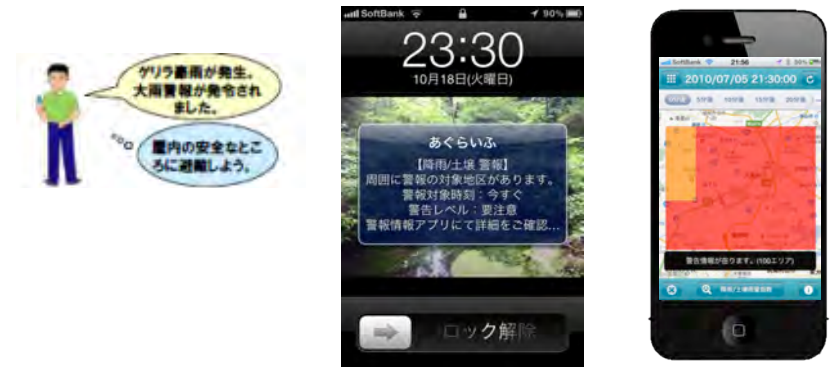 ゲリラ豪雨が発生。
大雨警報が発令され
ました。
屋内の安全なとこ
ろに避難しよう。
SoftBank
90%
23:30
10月18日(火曜日)
あぐらいふ
【降雨/土壌 警報】
周囲に警報の対象地区があります。
警報対象時刻:今すぐ
警告レベル:要注意
警報情報アプリにて詳細をご確認...
ロック解除
SoftBank
21:56
2010/07/05 21:30:00
警告情報が在ります。(100エリア)